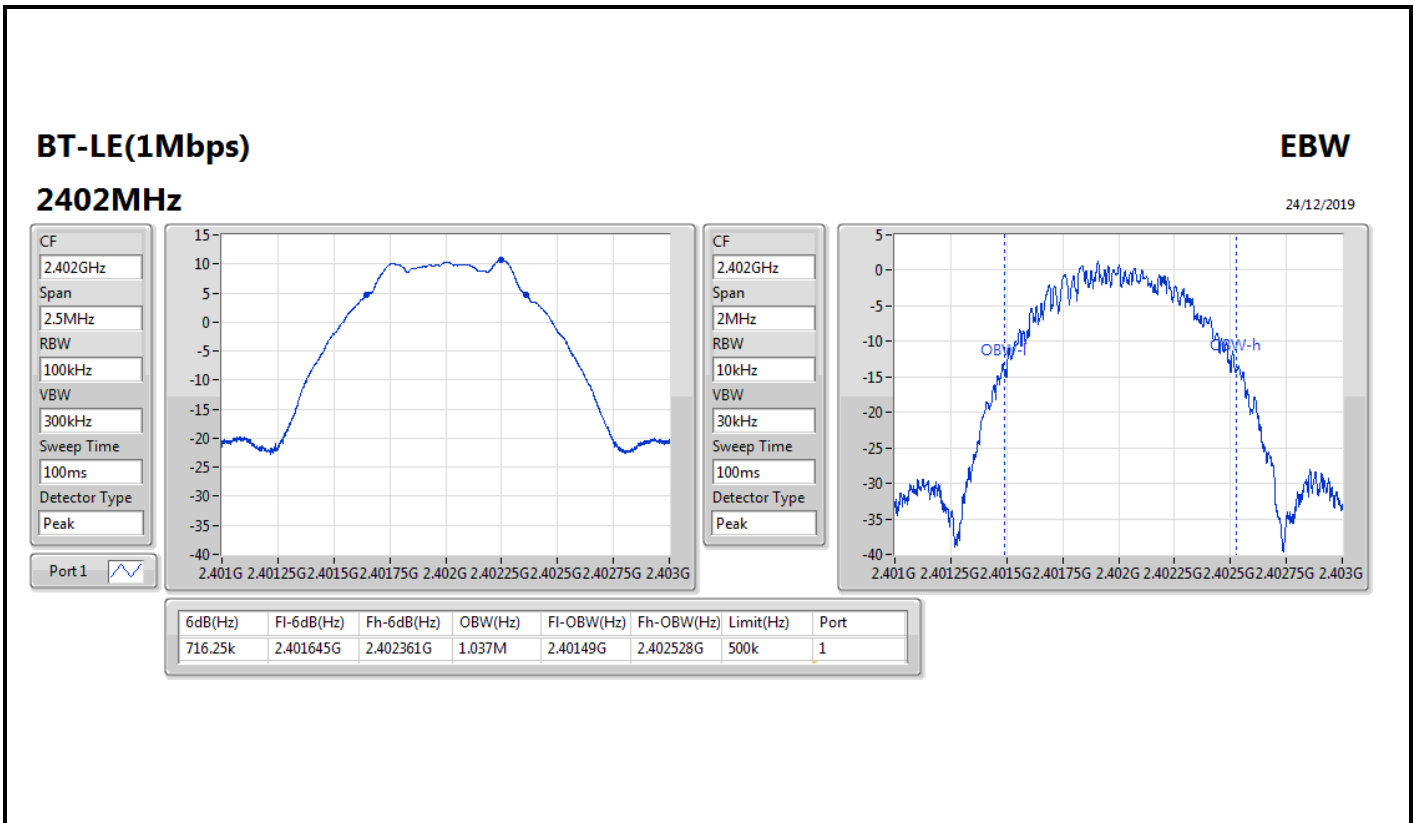 BT-LE(1Mbps)
EBW
2402MHz
24/12/2019
CF
2.402GHz
Span
2.5MHz
RBW
100kHz
VBW
300kHz
Sweep Time
100ms
Detector Type
Peak
Port 1
15
10
5
0
-5
-10
-15
-20
-25
-30
-35
-40
2.401G 2.40125G 2.4015G 2.40175G 2.402G 2.40225G 2.4025G 2.40275G 2.403G
CF
2.402GHz
Span
2MHz
RBW
10kHz
VBW
30kHz
Sweep Time
100ms
Detector Type
Peak
5
0
-5
-10
-15
-20
-25
-30
-35
-40
OBW-l
OBW-h
2.401G 2.40125G 2.4015G 2.40175G 2.402G 2.40225G 2.4025G 2.40275G 2.403G
6dB(Hz) Fl-6dB(Hz) Fh-6dB(Hz) OBW(Hz) Fl-OBW(Hz) Fh-OBW(Hz) Limit(Hz) Port
716.25k 2.401645G 2.402361G 1.037M 2.40149G 2.402528G 500k 1